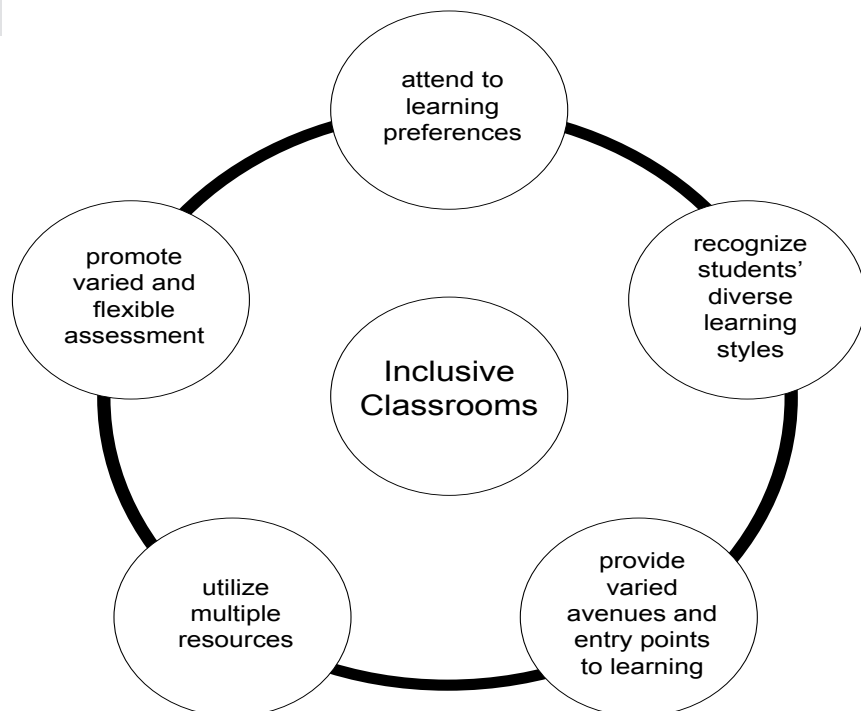 attend to
learning
preferences
recognize
students’
diverse
learning
styles
provide
varied
avenues and
entry points
to learning
utilize
multiple
resources
promote
varied and
flexible
assessment
Inclusive
Classrooms